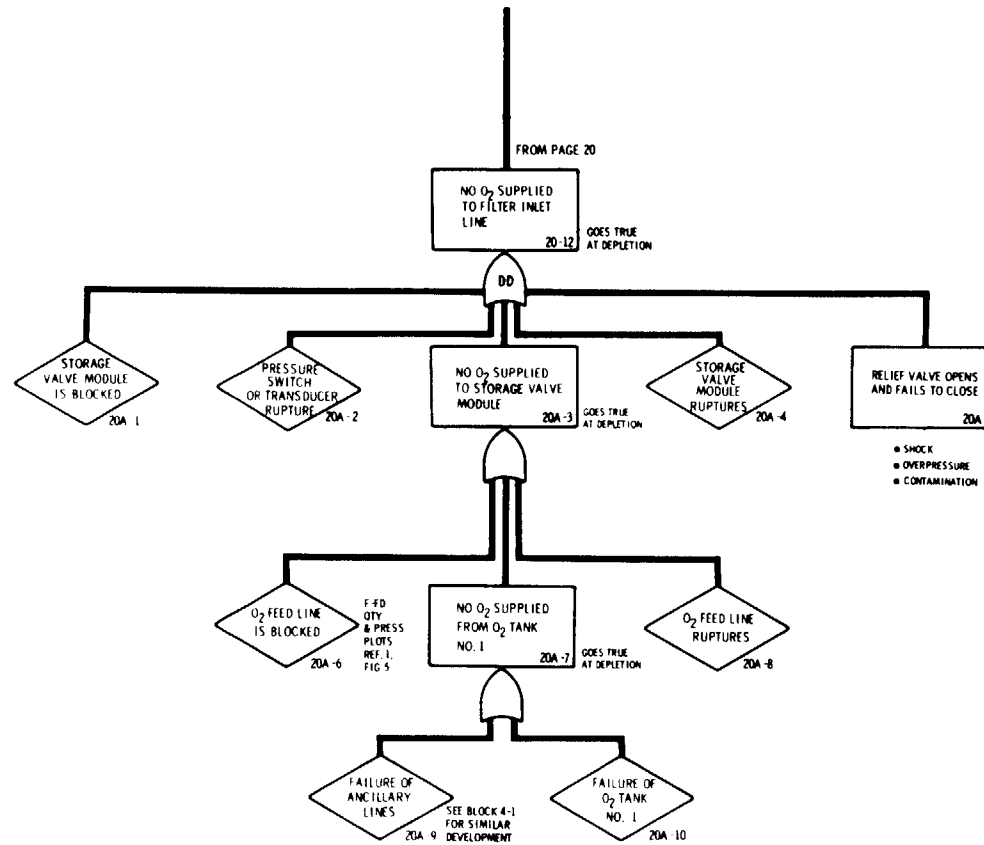 FROM PAGE 20
NO O2 SUPPLIED
TO FILTER INLET
LINE
20-12
GOES TRUE
AT DEPLETION
D-D
STORAGE
VALVE MODULE
IS BLOCKED
20A-1
PRESSURE
SWITCH
OR TRANSDUCER
RUPTURE
20A-2
NO O2 SUPPLIED
TO STORAGE VALVE
MODULE
20A-3
GOES TRUE
AT DEPLETION
STORAGE
VALVE
MODULE
RUPTURES
20A-4
RELIEF VALVE OPENS
AND FAILS TO CLOSE
20A
• SHOCK
• OVERPRESSURE
• CONTAMINATION
O2 FEED LINE
IS BLOCKED
20A-6
F-FD
QTY
& PRESS
PLOTS
REF. 1,
FIG 5
NO O2 SUPPLIED
FROM O2 TANK
NO. 1
20A-7
GOES TRUE
AT DEPLETION
O2 FEED LINE
RUPTURES
20A-8
FAILURE OF
ANCILLARY
LINES
20A-9
SEE BLOCK 4-1
FOR SIMILAR
DEVELOPMENT
FAILURE OF
O2 TANK
NO. 1
20A-10